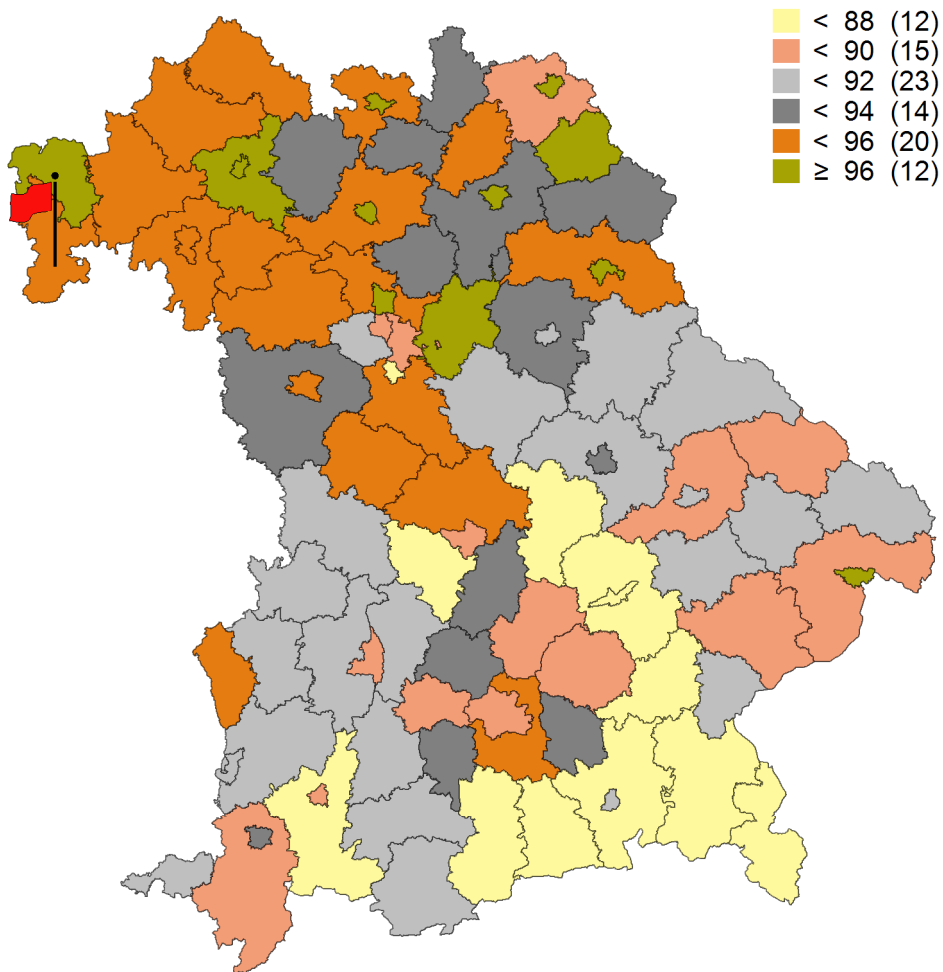 < 88 (12)
< 90 (15)
< 92 (23)
< 94 (14)
< 96 (20)
≥ 96 (12)